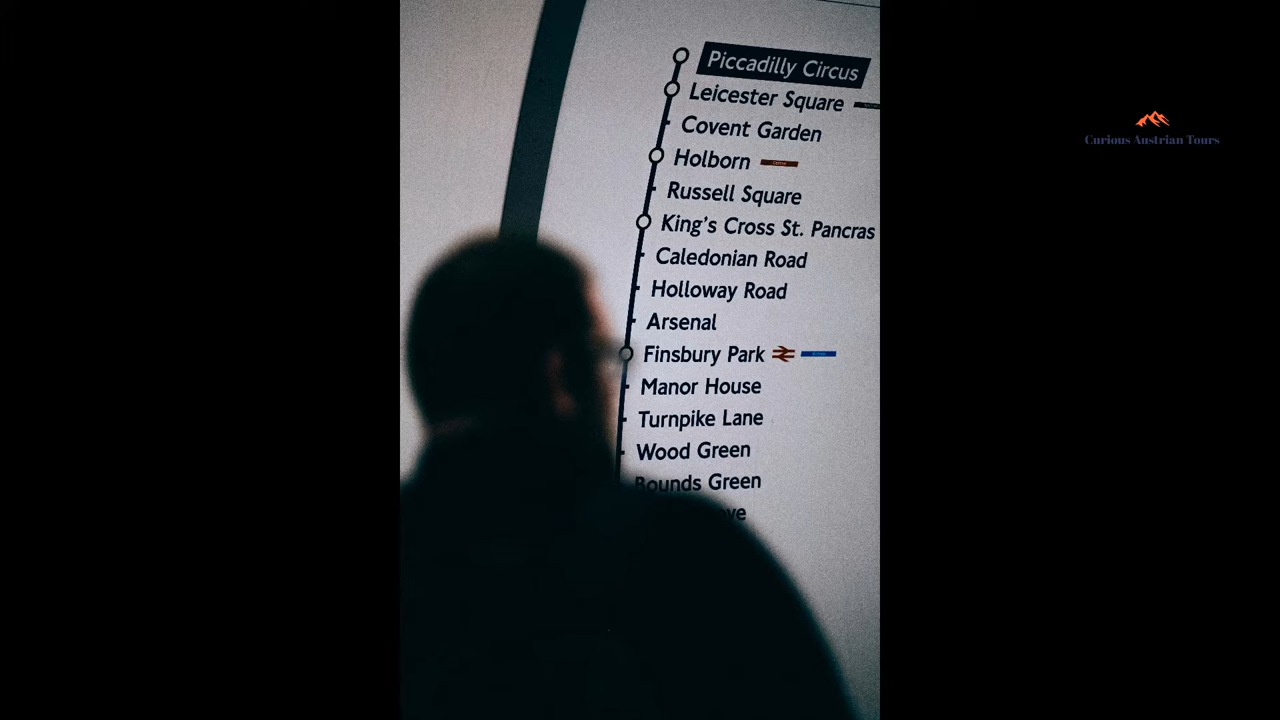 Piccadilly Circus
Leicester Square
Covent Garden
Holborn
Russell Square
King's Cross St. Pancras
Caledonian Road
Holloway Road
Arsenal
Finsbury Park
Manor House
Turnpike Lane
Wood Green
Bounds Green
Curious Austrian Tours